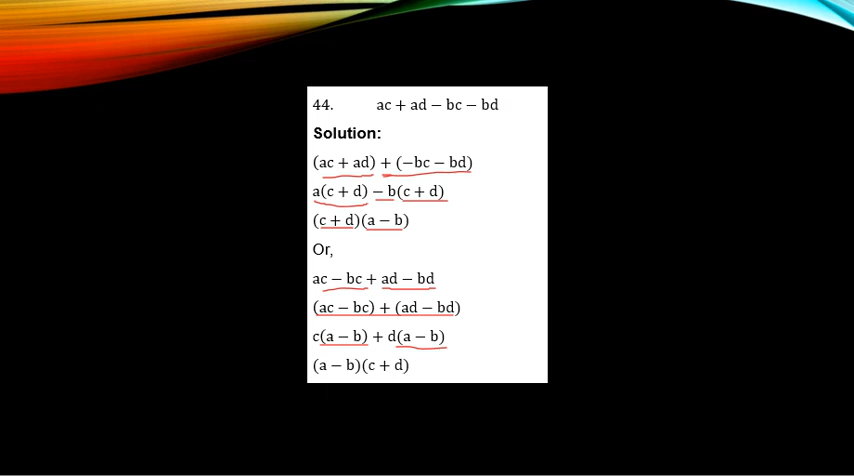 44. ac + ad − bc − bd
Solution:
(ac + ad) + (−bc − bd)
a(c + d) − b(c + d)
(c + d)(a − b)
Or,
ac − bc + ad − bd
(ac − bc) + (ad − bd)
c(a − b) + d(a − b)
(a − b)(c + d)